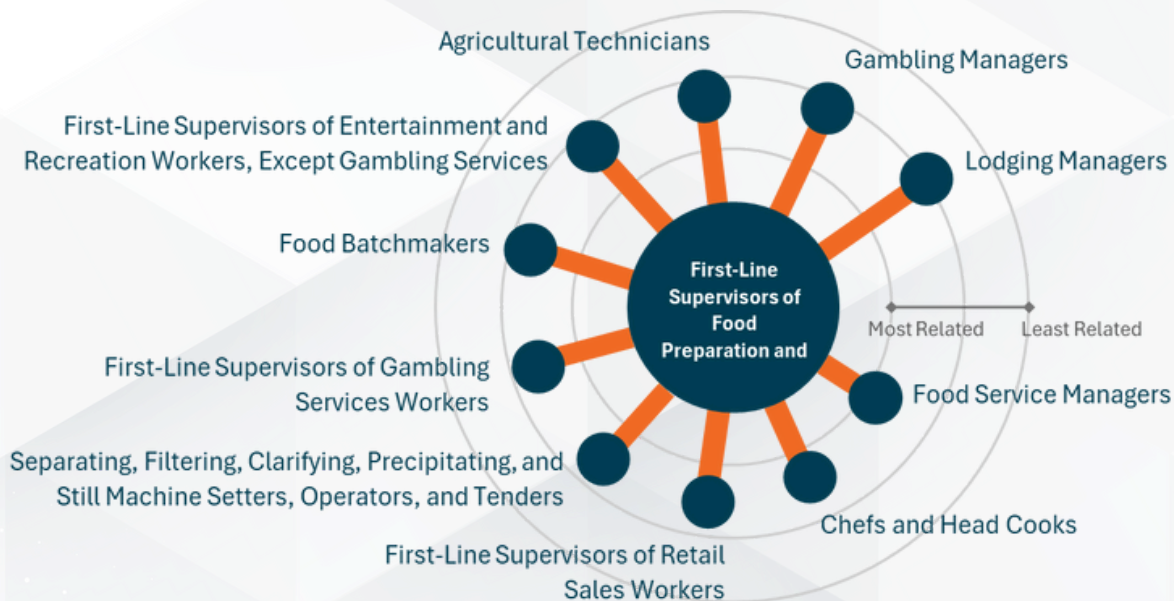 Agricultural Technicians
Gambling Managers
First-Line Supervisors of Entertainment and
Recreation Workers, Except Gambling Services
Lodging Managers
Food Batchmakers
First-Line
Supervisors of
Food
Preparation and
Most Related
Least Related
First-Line Supervisors of Gambling
Services Workers
Food Service Managers
Separating, Filtering, Clarifying, Precipitating, and
Still Machine Setters, Operators, and Tenders
Chefs and Head Cooks
First-Line Supervisors of Retail
Sales Workers